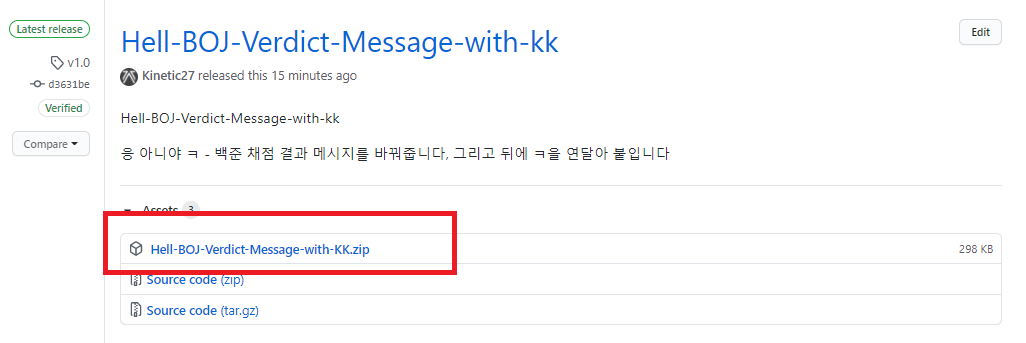 Latest release
v1.0
d3631be
Verified
Compare
Hell-BOJ-Verdict-Message-with-kk
Edit
Kinetic27 released this 15 minutes ago
Hell-BOJ-Verdict-Message-with-kk
응 아니야 ㅋ - 백준 채점 결과 메시지를 바꿔줍니다, 그리고 뒤에 ㅋ을 연달아 붙입니다
Assets 3
Hell-BOJ-Verdict-Message-with-KK.zip 298 KB
Source code (zip)
Source code (tar.gz)